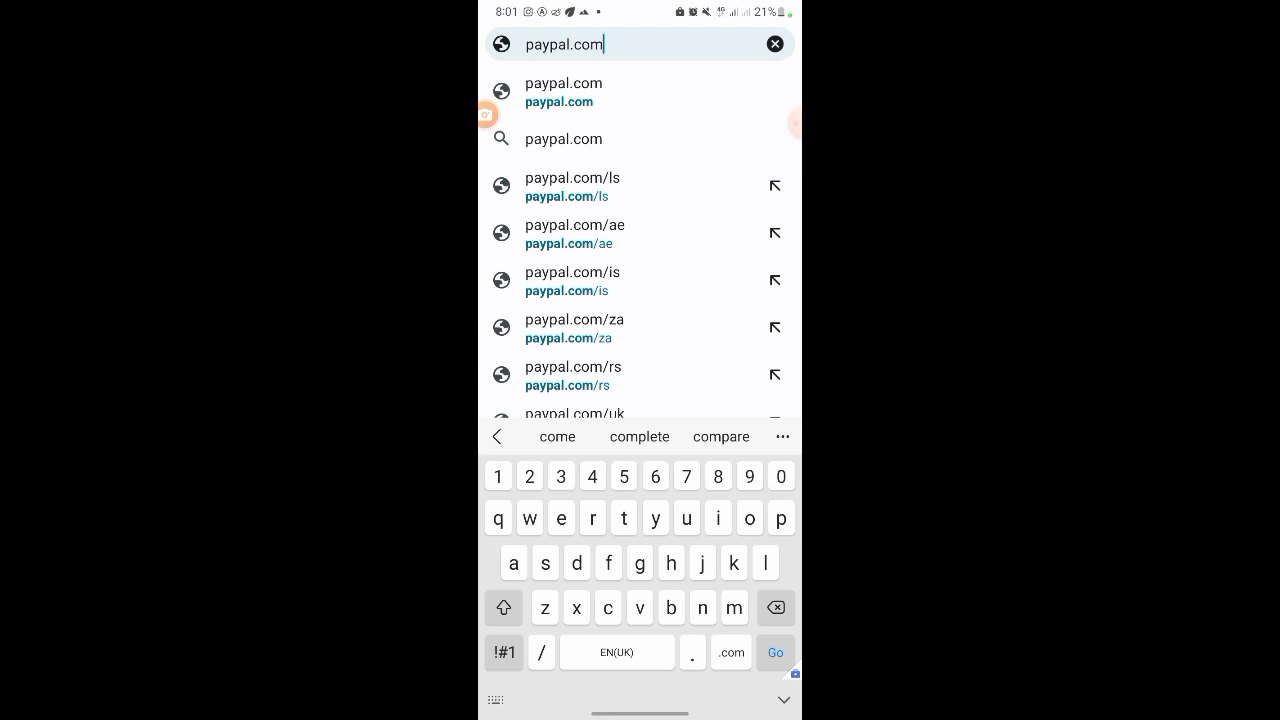 8:01 4G 21%
paypal.com
paypal.com
paypal.com
paypal.com
paypal.com/ls
paypal.com/ls
paypal.com/ae
paypal.com/ae
paypal.com/is
paypal.com/is
paypal.com/za
paypal.com/za
paypal.com/rs
paypal.com/rs
paypal.com/uk
come complete compare
1 2 3 4 5 6 7 8 9 0
q w e r t y u i o p
a s d f g h j k l
z x c v b n m
!#1 / EN(UK) . .com Go